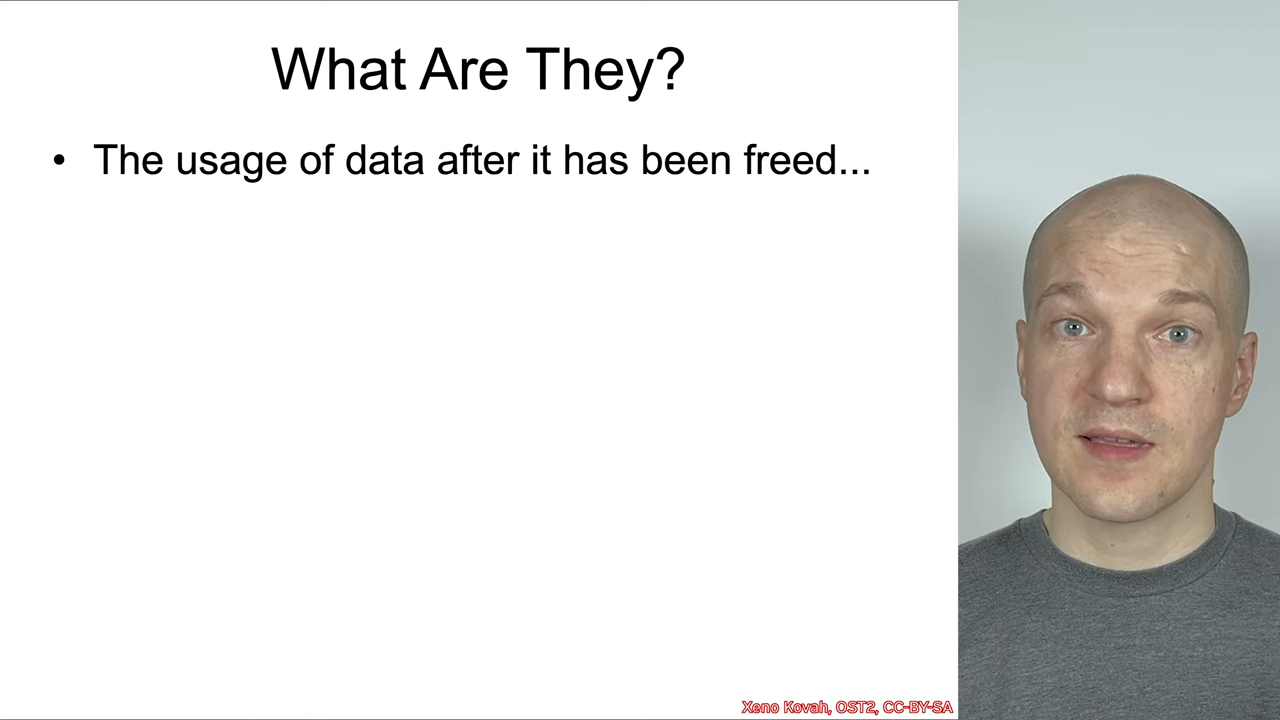 What Are They?
• The usage of data after it has been freed...
Xeno Kovah, OST2, CC-BY-SA